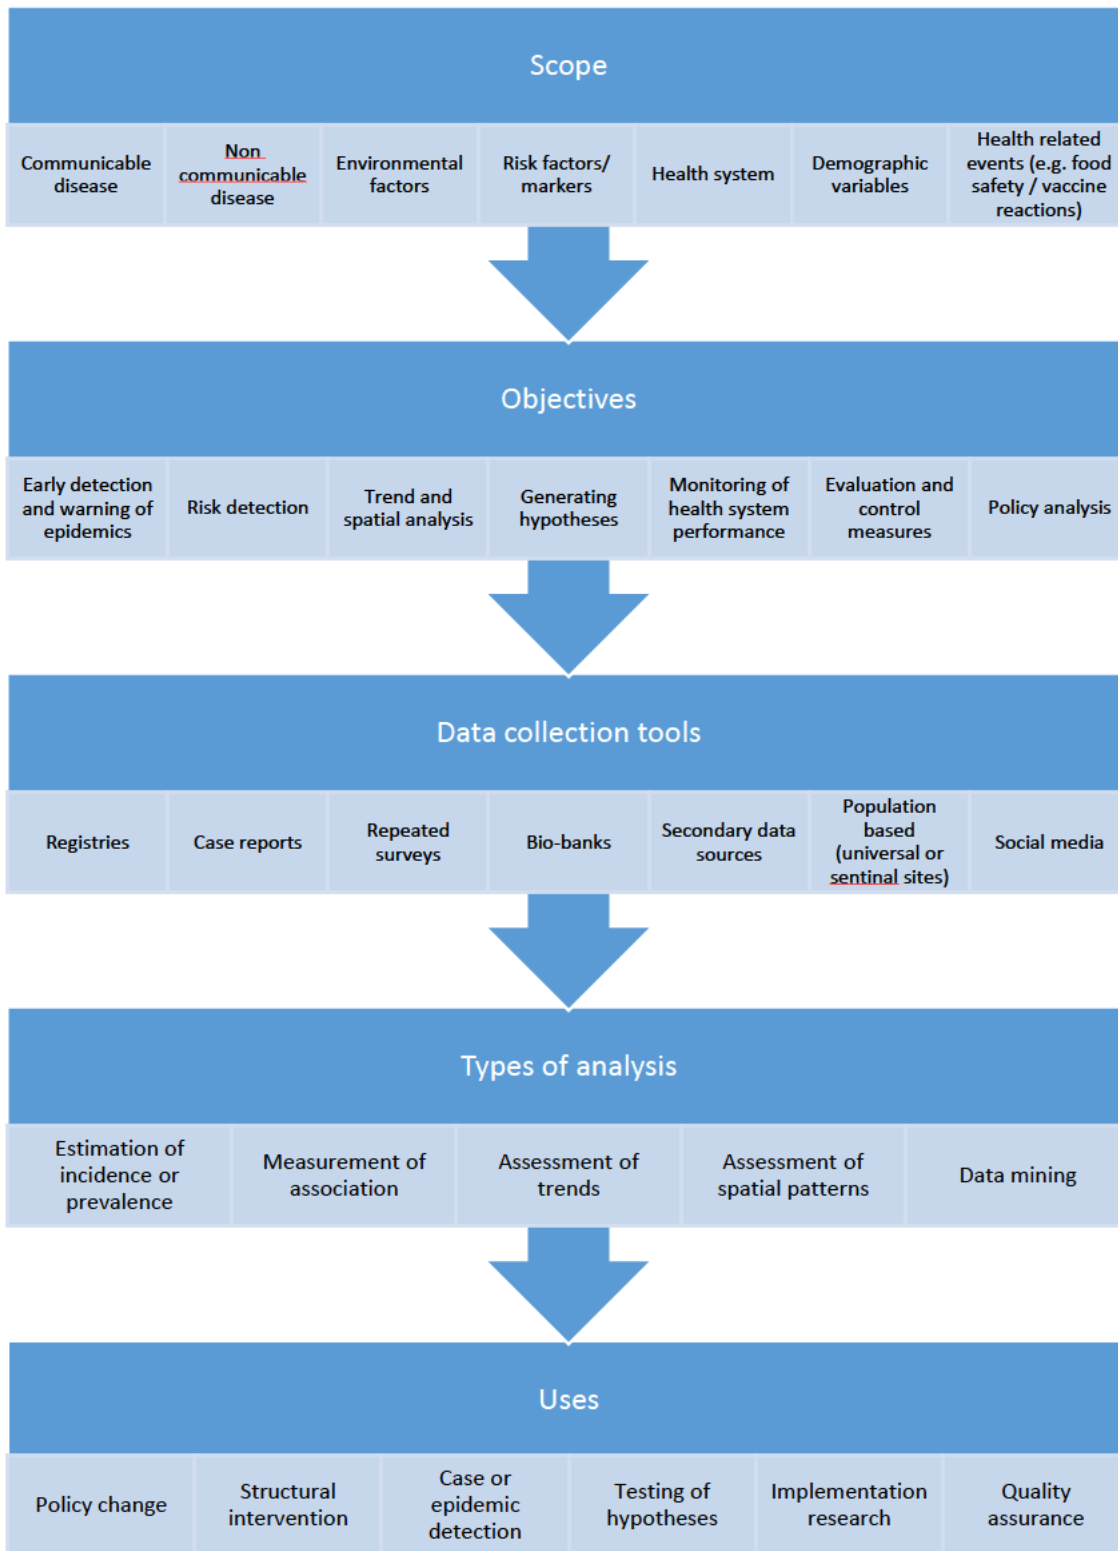 Scope
Communicable
disease
Non
communicable
disease
Environmental
factors
Risk factors/
markers
Health system
Demographic
variables
Health related
events (e.g. food
safety / vaccine
reactions)
Objectives
Early detection
and warning of
epidemics
Risk detection
Trend and
spatial analysis
Generating
hypotheses
Monitoring of
health system
performance
Evaluation and
control
measures
Policy analysis
Data collection tools
Registries
Case reports
Repeated
surveys
Bio-banks
Secondary data
sources
Population
based
(universal or
sentinal sites)
Social media
Types of analysis
Estimation of
incidence or
prevalence
Measurement of
association
Assessment of
trends
Assessment of
spatial patterns
Data mining
Uses
Policy change
Structural
intervention
Case or
epidemic
detection
Testing of
hypotheses
Implementation
research
Quality
assurance